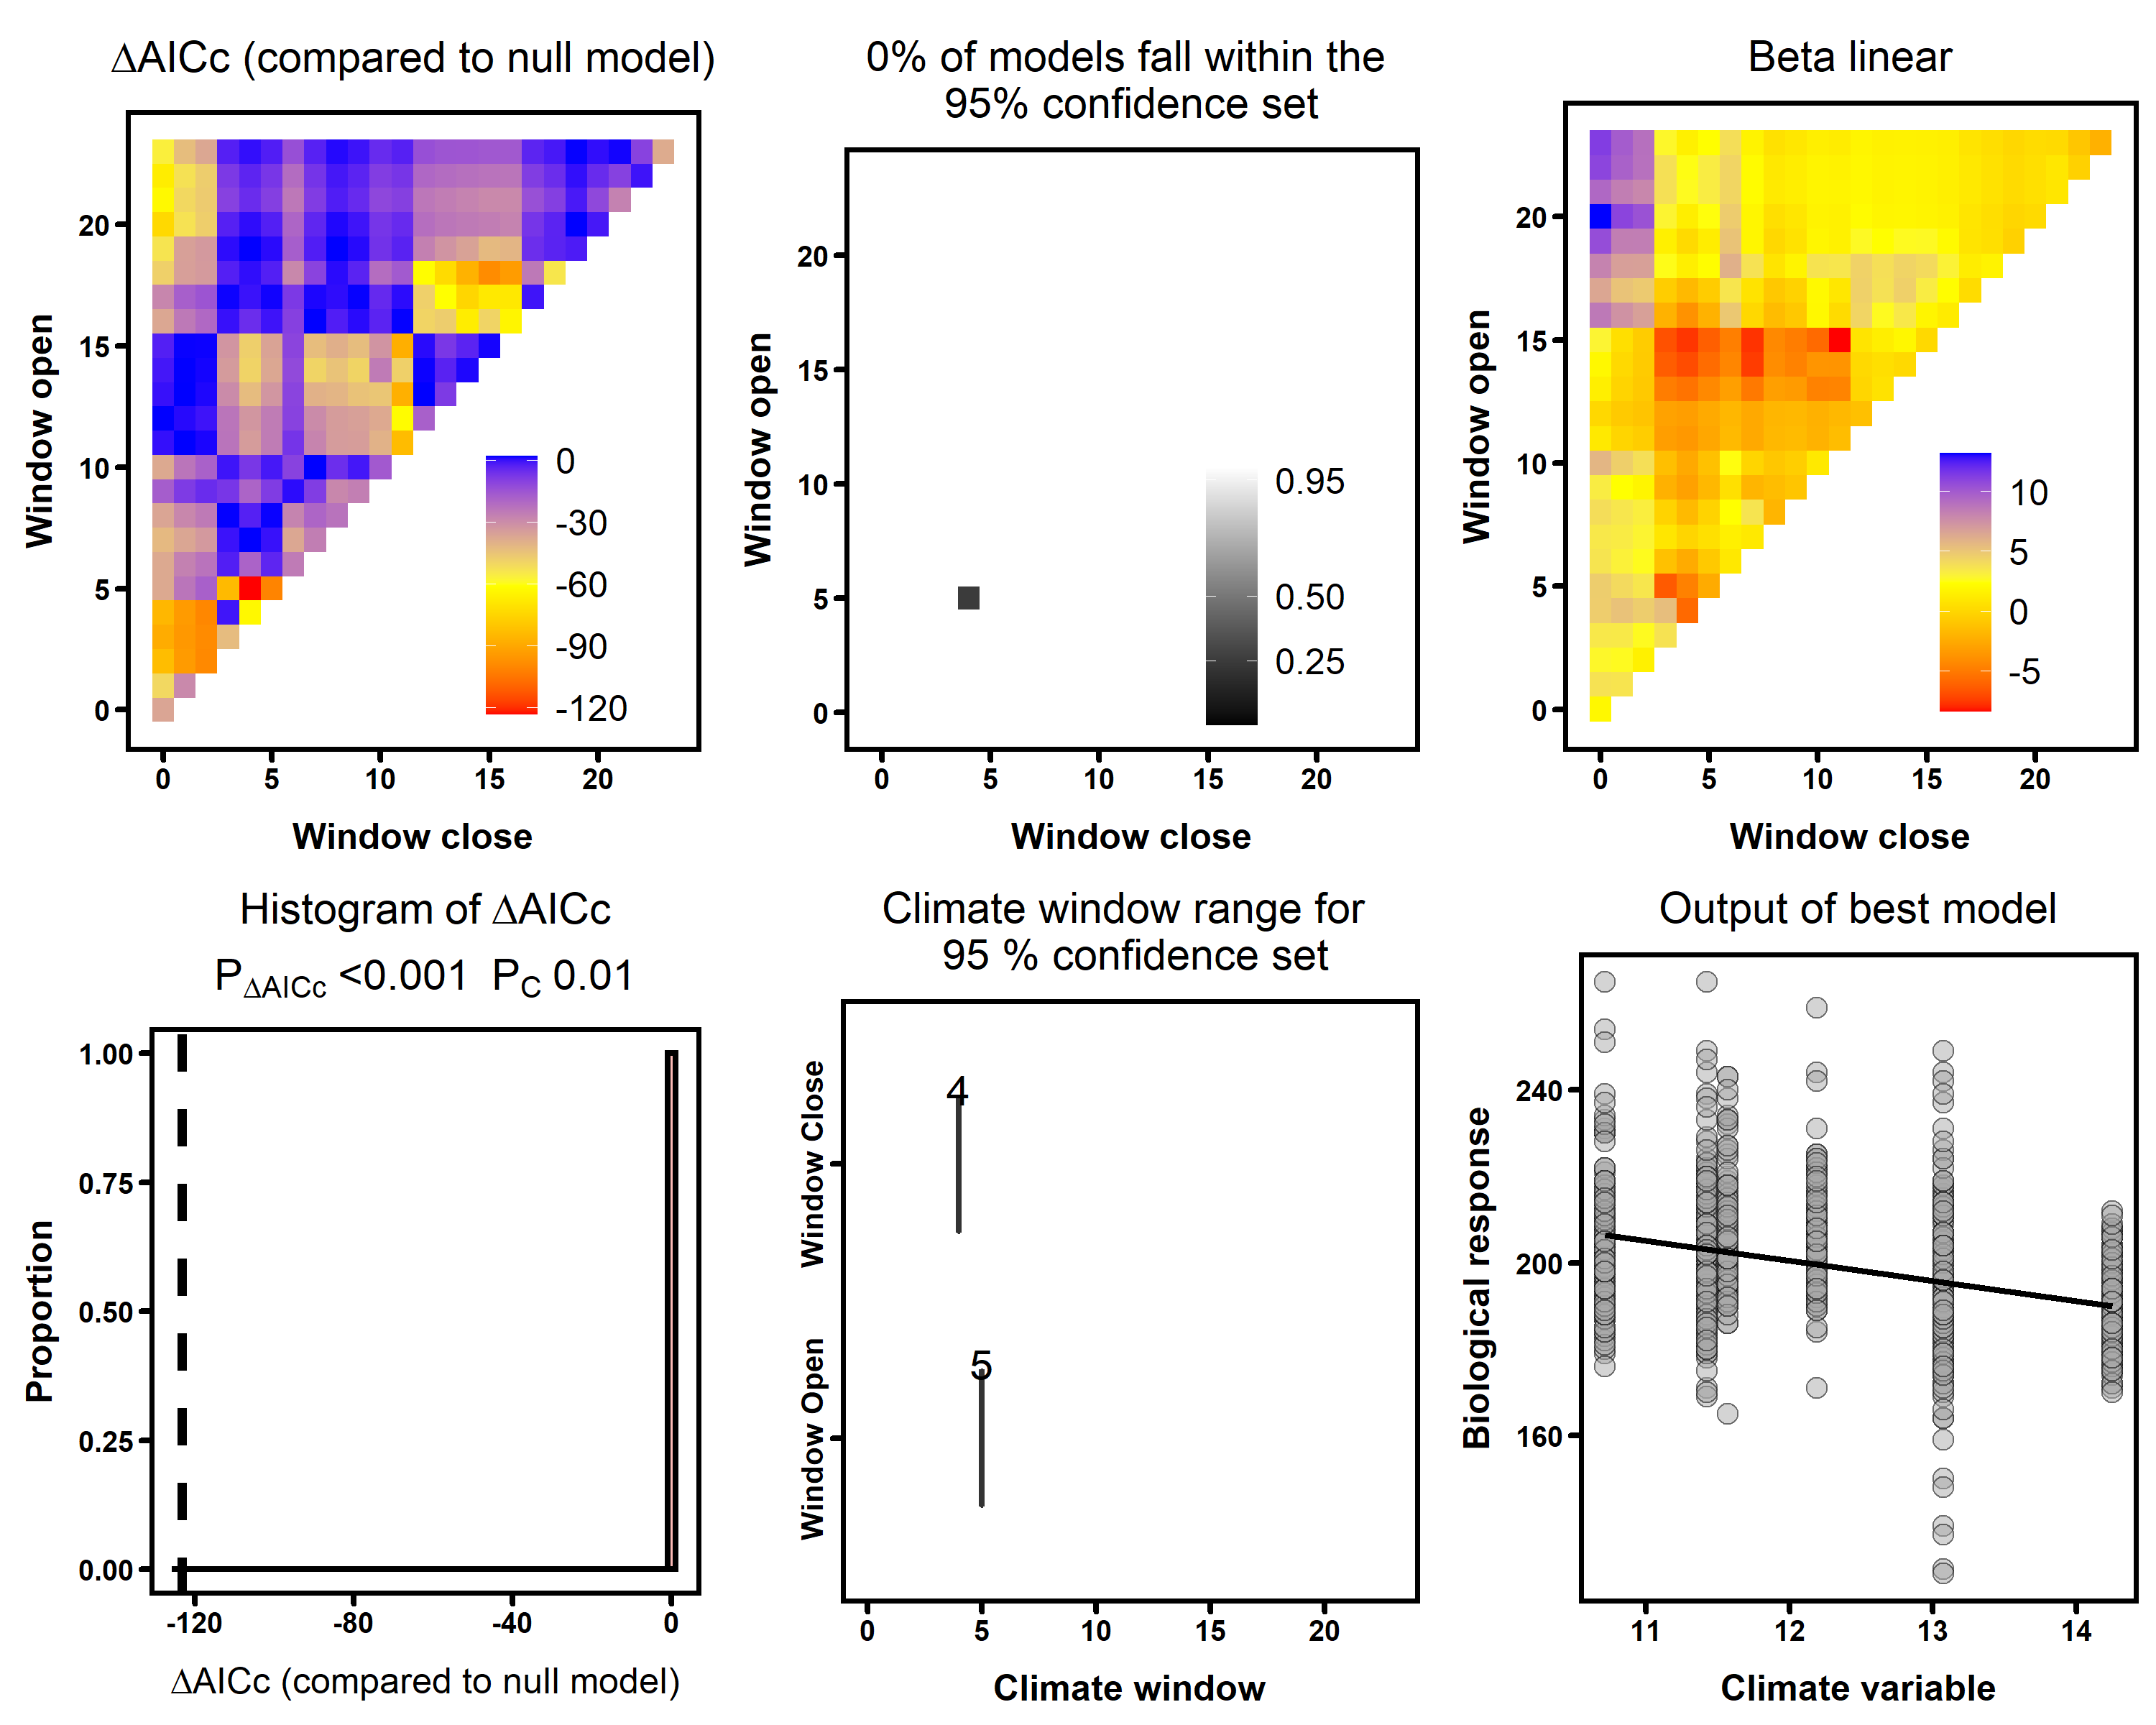 ΔAICc (compared to null model)
Window open
20
15
10
5
0
0
-30
-60
-90
-120
0 5 10 15 20
Window close
0% of models fall within the
95% confidence set
Window open
20
15
10
5
0
0.95
0.50
0.25
0 5 10 15 20
Window close
Beta linear
Window open
20
15
10
5
0
10
5
0
-5
0 5 10 15 20
Window close
Histogram of ΔAICc
PΔAICc <0.001 PC 0.01
Proportion
1.00
0.75
0.50
0.25
0.00
-120 -80 -40 0
ΔAICc (compared to null model)
Climate window range for
95 % confidence set
Window Close
4
Window Open
5
0 5 10 15 20
Climate window
Output of best model
Biological response
240
200
160
11 12 13 14
Climate variable